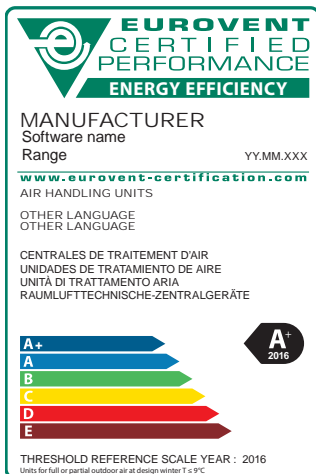 EUROVENT
CERTIFIED
PERFORMANCE
ENERGY EFFICIENCY
MANUFACTURER
Software name
Range YY.MM.XXX
www.eurovent-certification.com
AIR HANDLING UNITS
OTHER LANGUAGE
OTHER LANGUAGE
CENTRALES DE TRAITEMENT D'AIR
UNIDADES DE TRATAMIENTO DE AIRE
UNITÀ DI TRATTAMENTO ARIA
RAUMLUFTTECHNISCHE-ZENTRALGERÄTE
A+
A
B
C
D
E
A+
2016
THRESHOLD REFERENCE SCALE YEAR : 2016
Units for full or partial outdoor air at design winter T ≤ 9°C